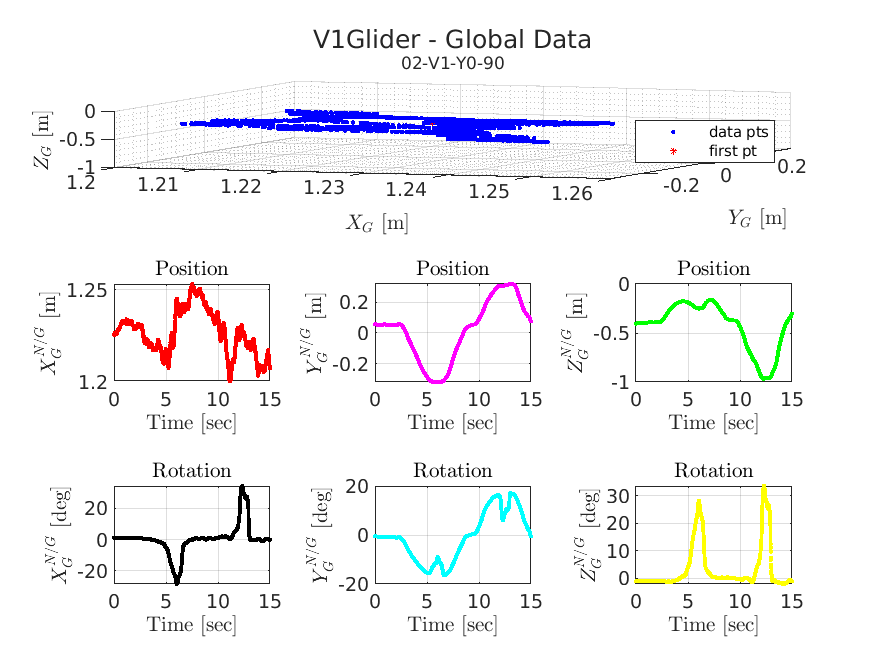 V1Glider - Global Data
02-V1-Y0-90
0
-0.5
-1
Z_G [m]
1.2
1.21
1.22
1.23
1.24
1.25
1.26
X_G [m]
-0.2
0
0.2
Y_G [m]
data pts
first pt
Position
1.25
1.2
X_G^{N/G} [m]
0 5 10 15
Time [sec]
Position
0.2
0
-0.2
Y_G^{N/G} [m]
0 5 10 15
Time [sec]
Position
0
-0.5
-1
Z_G^{N/G} [m]
0 5 10 15
Time [sec]
Rotation
20
0
-20
X_G^{N/G} [deg]
0 5 10 15
Time [sec]
Rotation
20
0
-20
Y_G^{N/G} [deg]
0 5 10 15
Time [sec]
Rotation
30
20
10
0
Z_G^{N/G} [deg]
0 5 10 15
Time [sec]